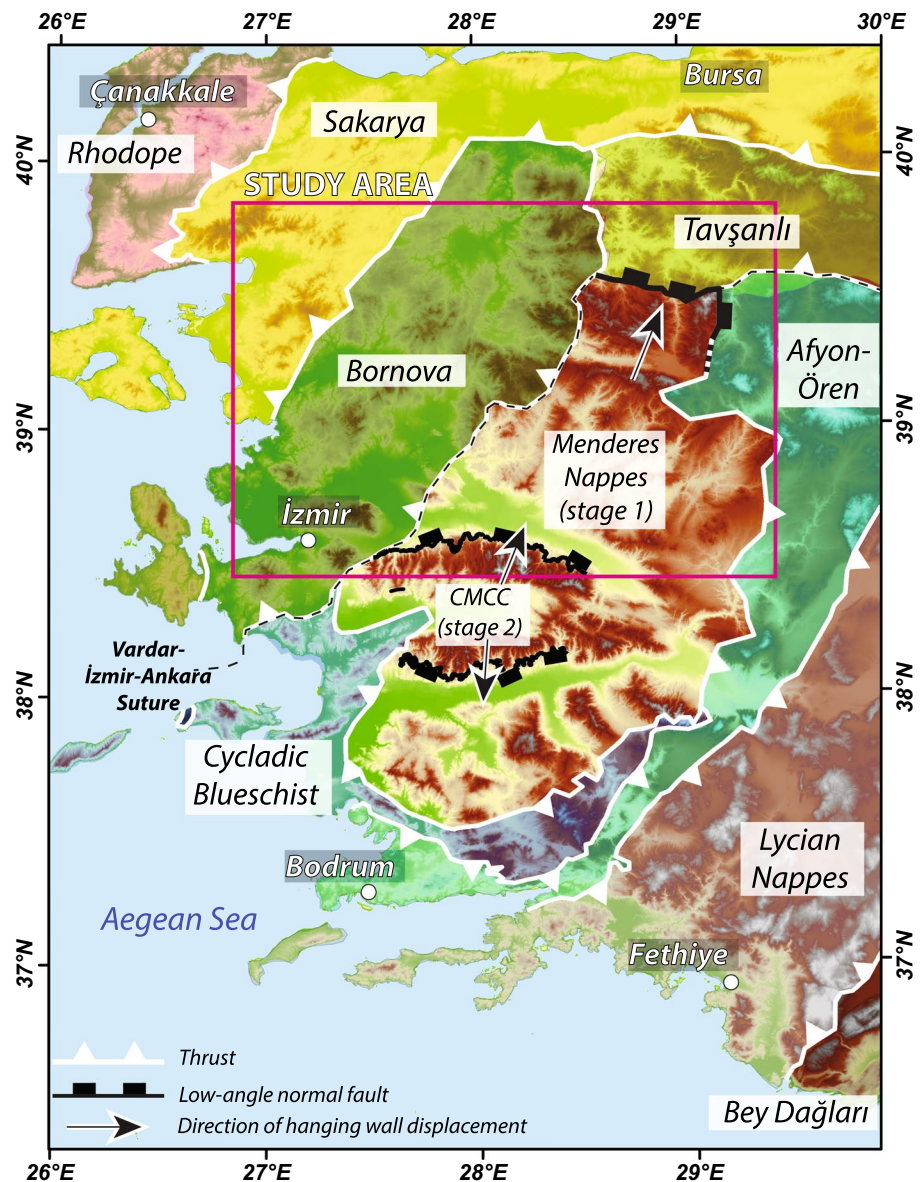 26°E 27°E 28°E 29°E 30°E
Bursa
Çanakkale
Sakarya
Rhodope
40°N
40°N
STUDY AREA
Tavşanlı
Bornova
Afyon-
Ören
39°N
39°N
Menderes
Nappes
(stage 1)
İzmir
CMCC
(stage 2)
Vardar-
İzmir-Ankara
Suture
38°N
38°N
Cycladic
Blueschist
Lycian
Nappes
Bodrum
Aegean Sea
Fethiye
37°N
37°N
Thrust
Low-angle normal fault
Direction of hanging wall displacement
Bey Dağları
26°E 27°E 28°E 29°E